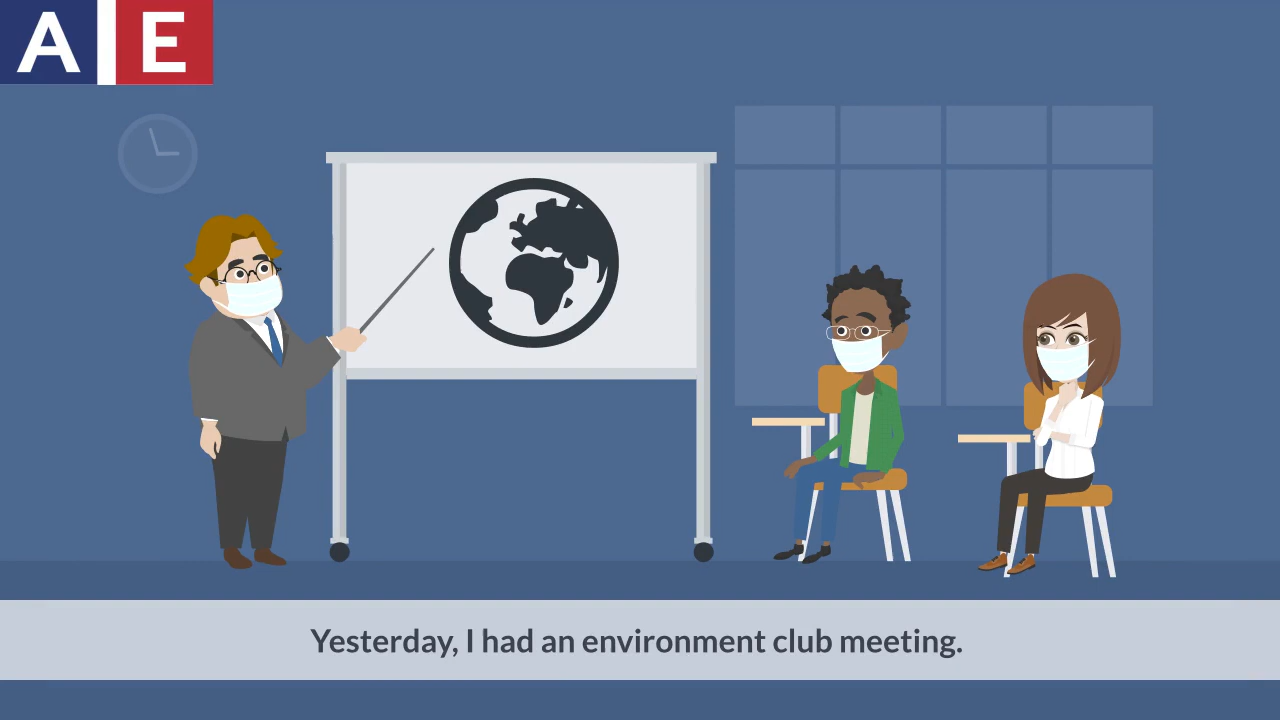 A E
Yesterday, I had an environment club meeting.